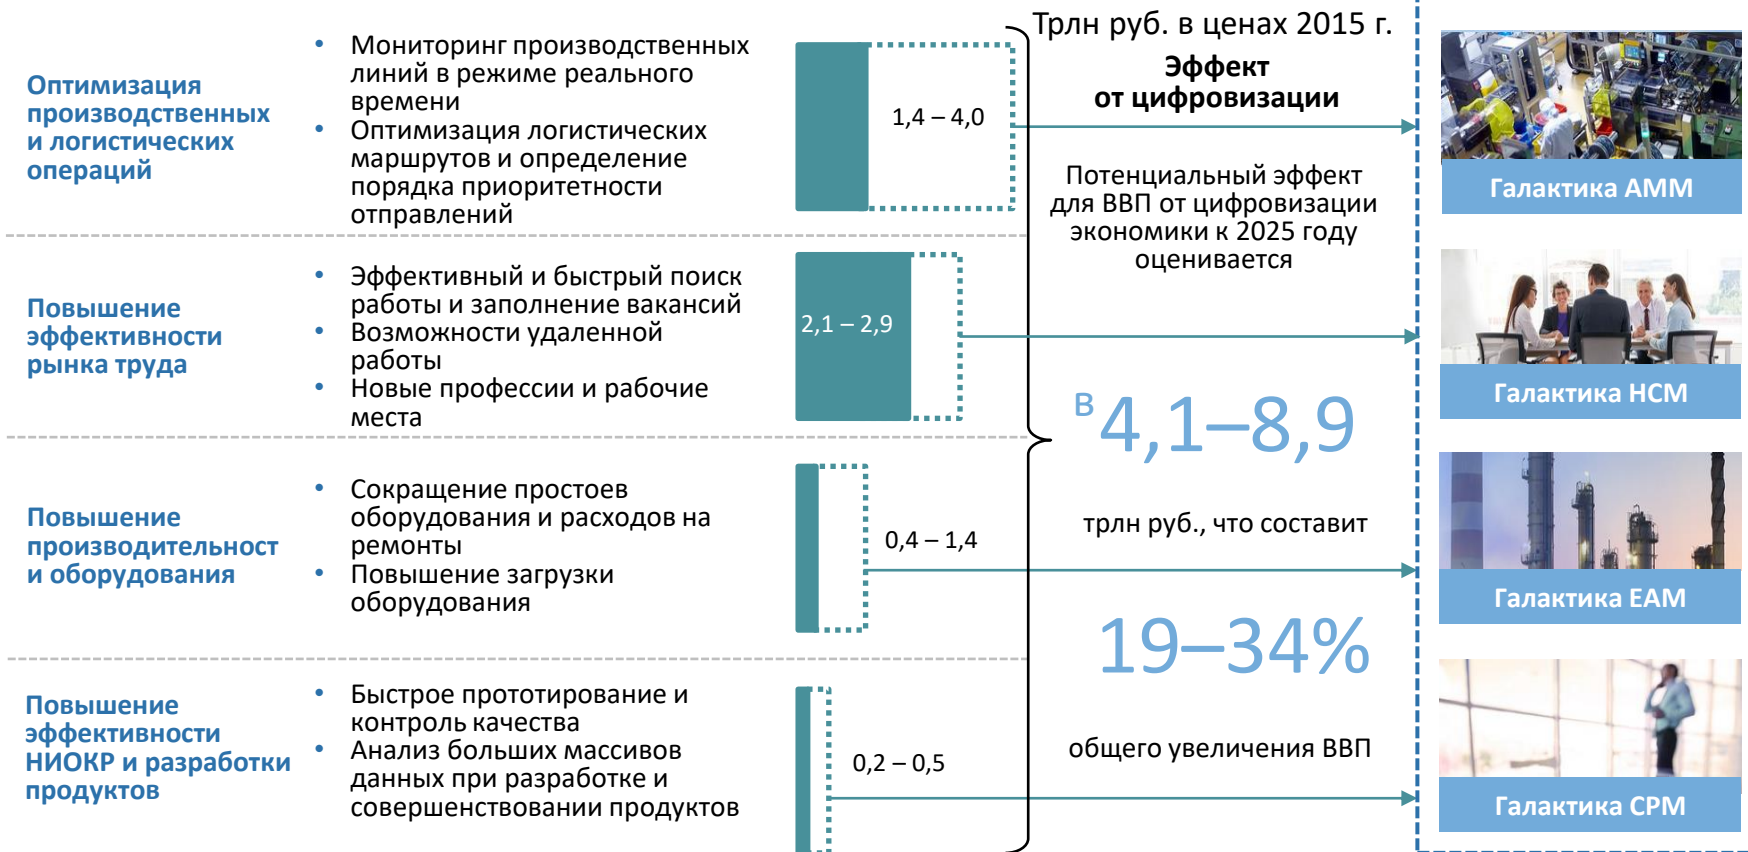 Трлн руб. в ценах 2015 г.
Эффект
от цифровизации
Оптимизация
производственных
и логистических
операций
• Мониторинг производственных
линий в режиме реального
времени
• Оптимизация логистических
маршрутов и определение
порядка приоритетности
отправлений
1,4 – 4,0
Повышение
эффективности
рынка труда
• Эффективный и быстрый поиск
работы и заполнение вакансий
• Возможности удаленной
работы
• Новые профессии и рабочие
места
2,1 – 2,9
Повышение
производительност
и оборудования
• Сокращение простоев
оборудования и расходов на
ремонты
• Повышение загрузки
оборудования
0,4 – 1,4
Повышение
эффективности
НИОКР и разработки
продуктов
• Быстрое прототирование и
контроль качества
• Анализ больших массивов
данных при разработке и
совершенствовании продуктов
0,2 – 0,5
Потенциальный эффект
для ВВП от цифровизации
экономики к 2025 году
оценивается
в 4,1–8,9
трлн руб., что составит
19–34%
общего увеличения ВВП
Галактика AMM
Галактика HCM
Галактика EAM
Галактика CPM